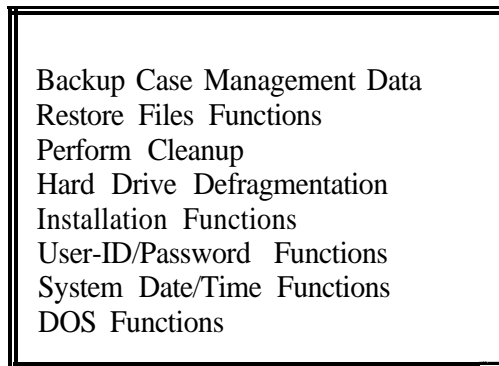 Backup Case Management Data
Restore Files Functions
Perform Cleanup
Hard Drive Defragmentation
Installation Functions
User-ID/Password Functions
System Date/Time Functions
DOS Functions